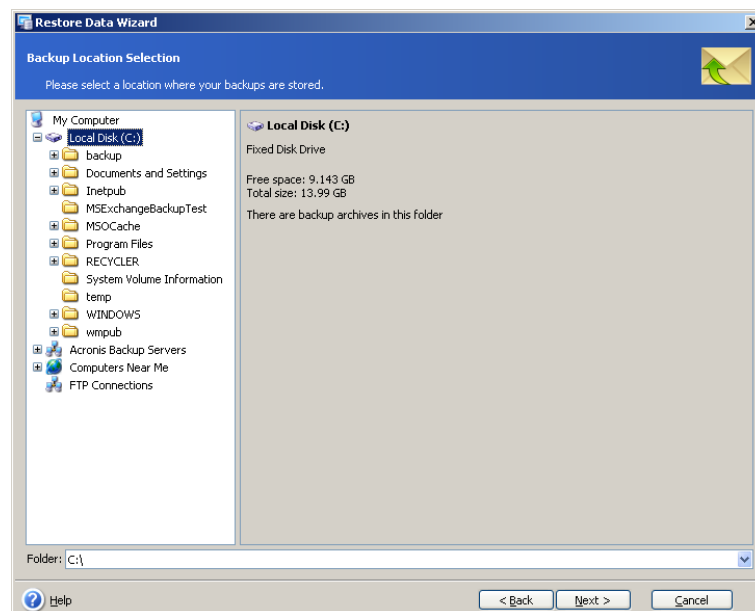 Restore Data Wizard
Backup Location Selection
Please select a location where your backups are stored.
My Computer
Local Disk (C:)
backup
Documents and Settings
Inetpub
MSExchangeBackupTest
MSOCache
Program Files
RECYCLER
System Volume Information
temp
WINDOWS
wmpub
Acronis Backup Servers
Computers Near Me
FTP Connections
Local Disk (C:)
Fixed Disk Drive
Free space: 9.143 GB
Total size: 13.99 GB
There are backup archives in this folder
Folder: C:\
Help
< Back
Next >
Cancel